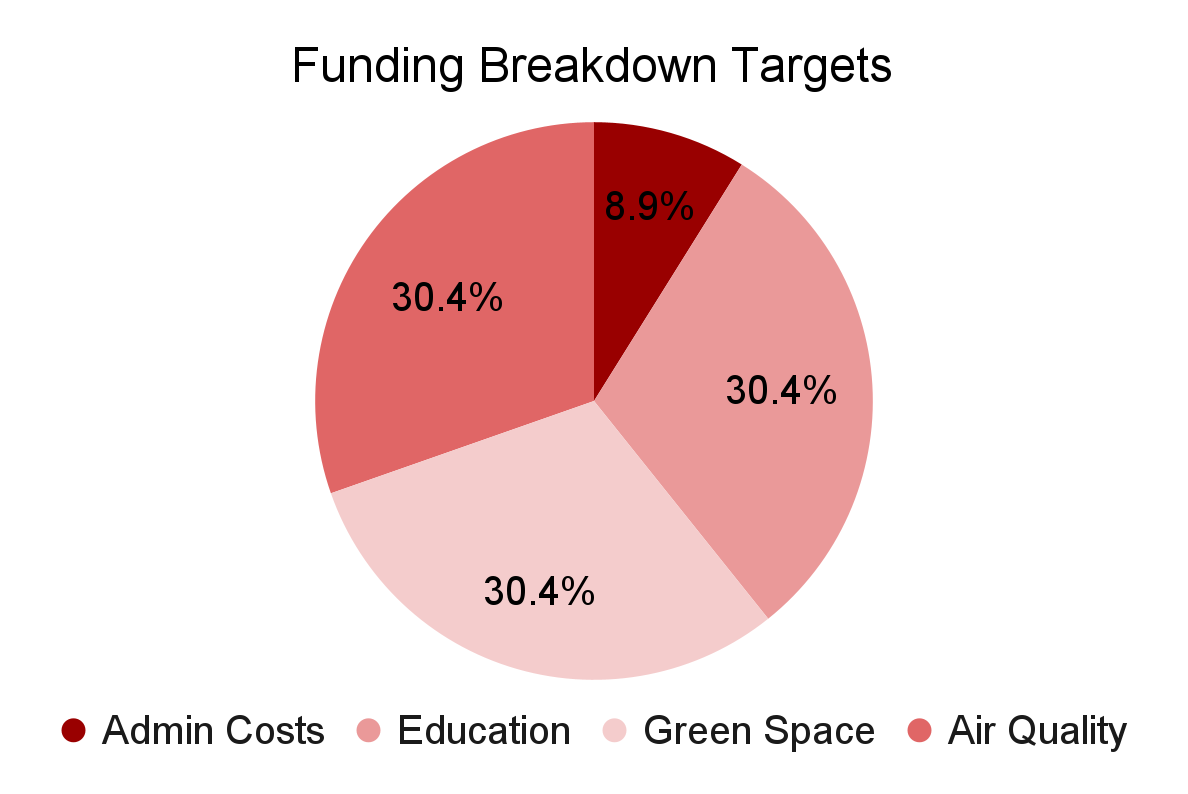 Funding Breakdown Targets
8.9%
30.4%
30.4%
30.4%
Admin Costs Education Green Space Air Quality